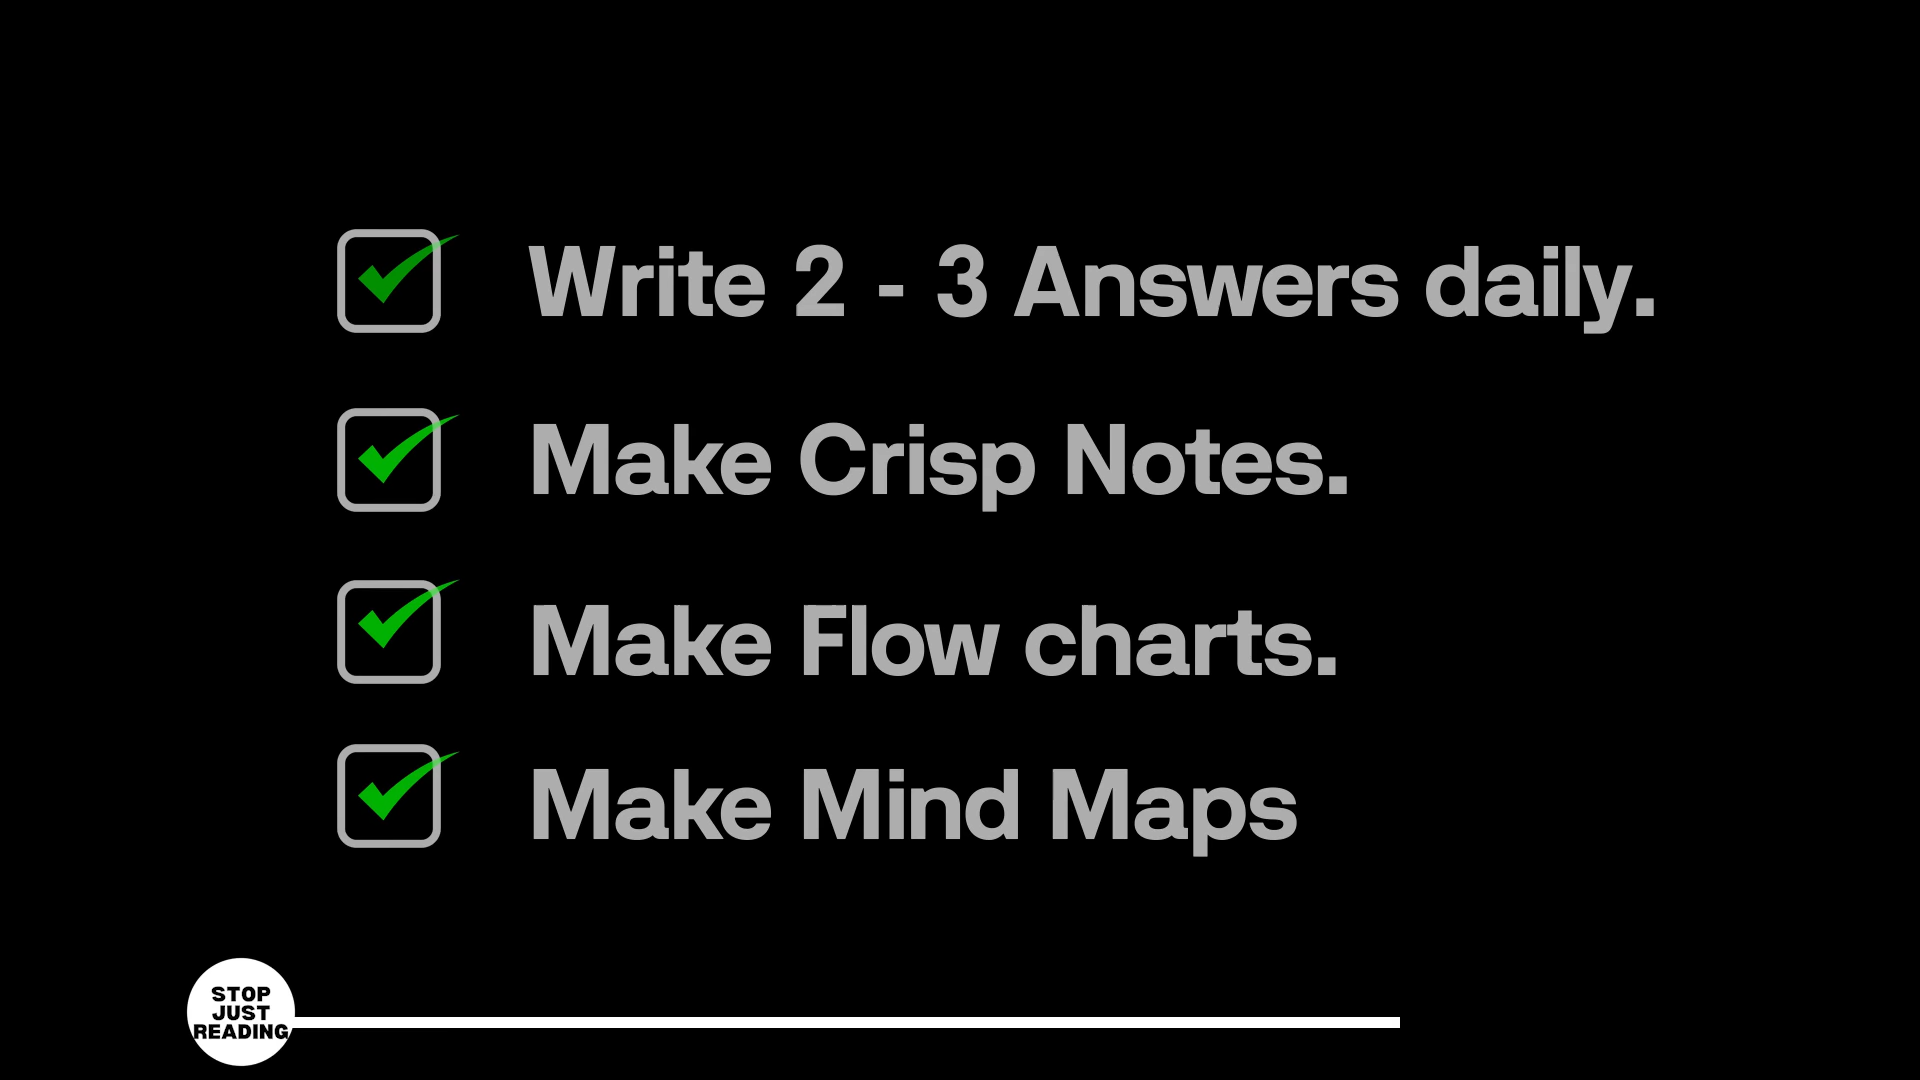 Write 2 - 3 Answers daily.
Make Crisp Notes.
Make Flow charts.
Make Mind Maps
STOP
JUST
READING